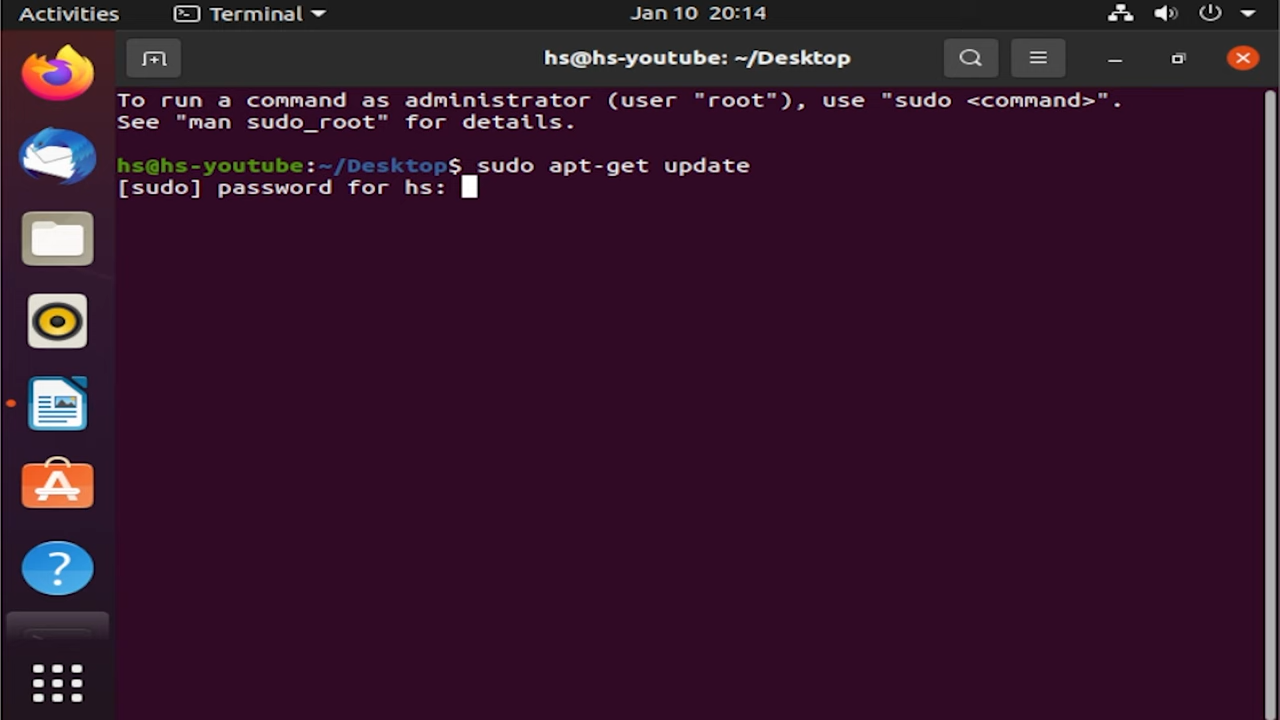 Activities Terminal Jan 10 20:14
hs@hs-youtube: ~/Desktop
To run a command as administrator (user "root"), use "sudo <command>".
See "man sudo_root" for details.
hs@hs-youtube:~/Desktop$ sudo apt-get update
[sudo] password for hs: